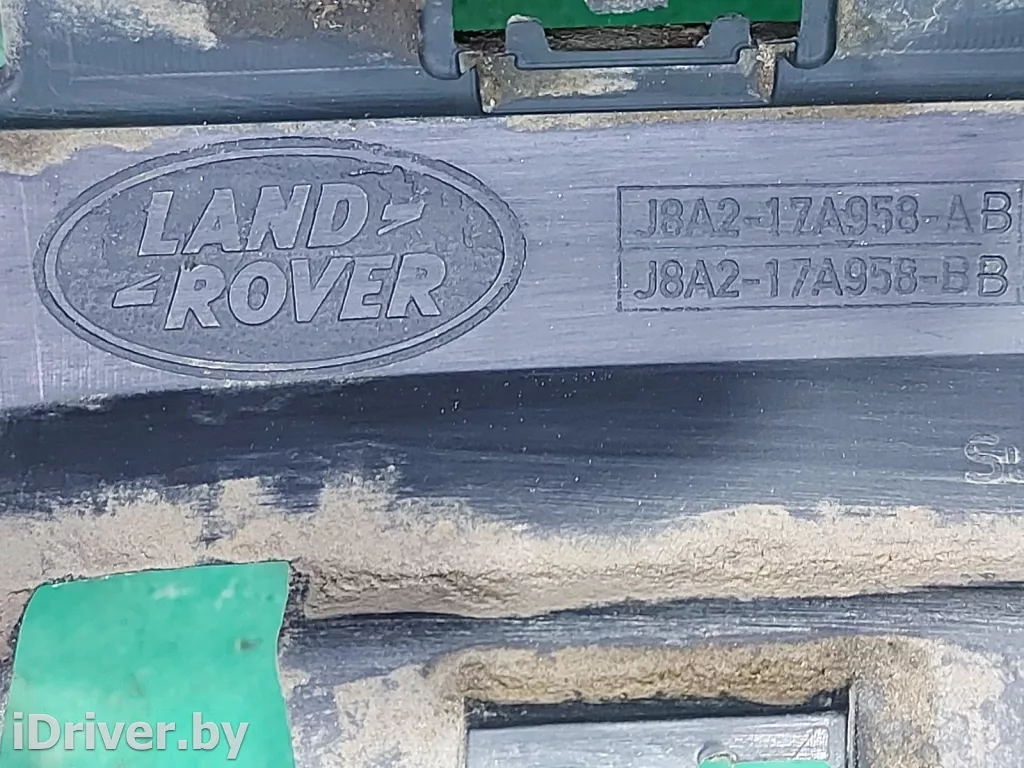 LAND
ROVER
J8A2-17A958-AB
J8A2-17A958-BB
iDriver.by